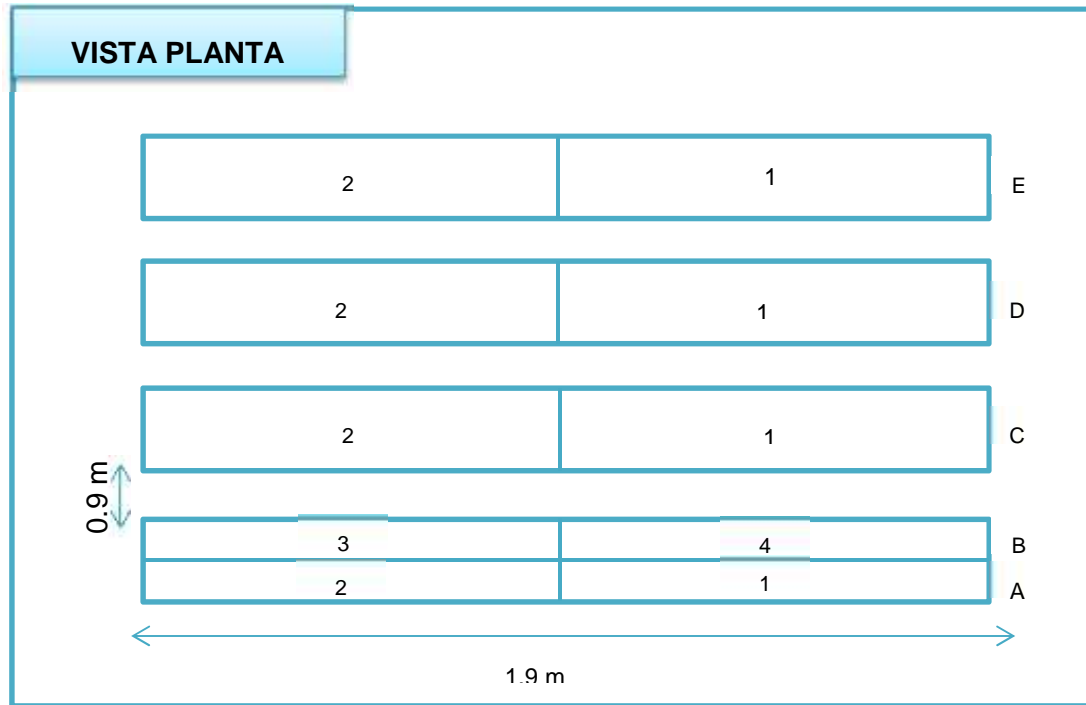 VISTA PLANTA
2 1 E
2 1 D
2 1 C
0.9 m
3 4 B
2 1 A
1.9 m